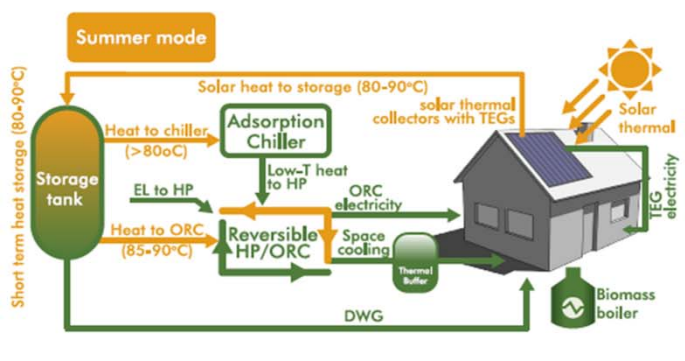 Summer mode
Solar heat to storage (80-90°C)
solar thermal
collectors with TEGs
Solar
thermal
Short term heat storage (80-90°C)
Storage
tank
Heat to chiller
(>80oC)
Adsorption
Chiller
Low-T heat
to HP
EL to HP
ORC
electricity
TEG
electricity
Heat to ORC
(85-90°C)
Reversible
HP/ORC
Space
cooling
Thermal
Buffer
Biomass
boiler
DWG